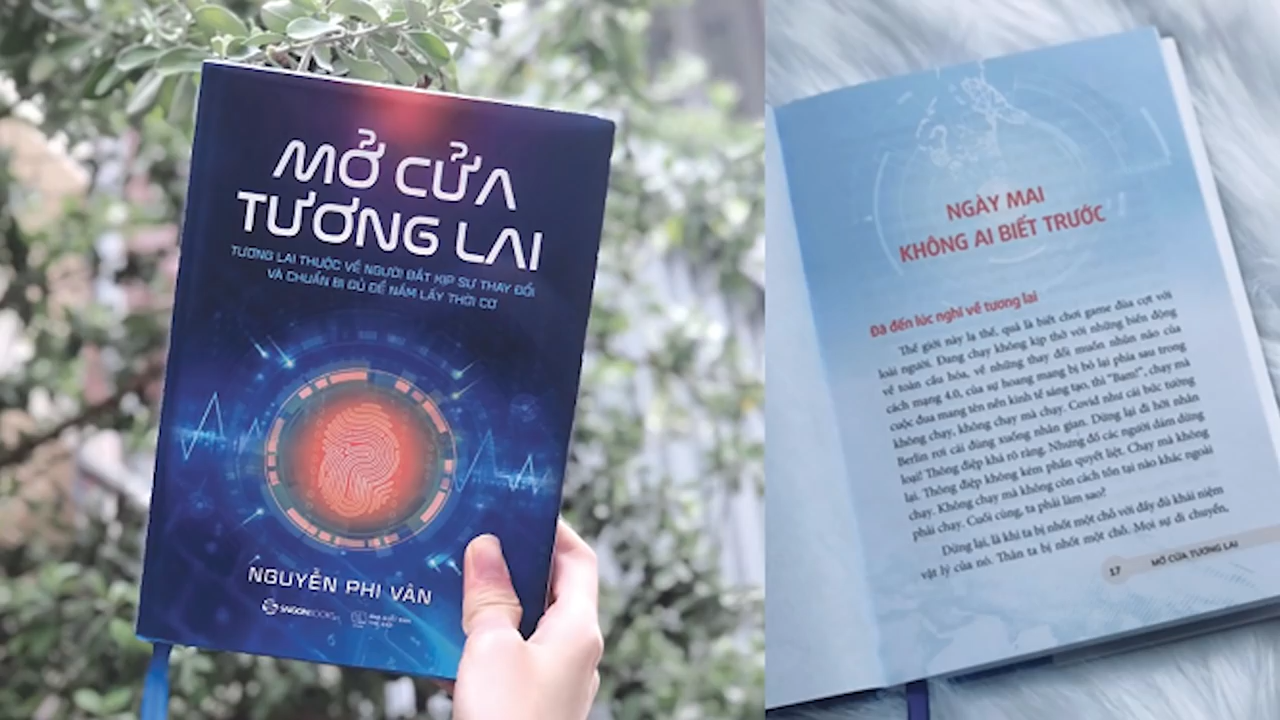 MỞ CỬA
TƯƠNG LAI
TƯƠNG LAI THUỘC VỀ NGƯỜI BẮT KỊP SỰ THAY ĐỔI
VÀ CHUẨN BỊ ĐỦ ĐỂ NẮM LẤY THỜI CƠ
NGUYỄN PHI VÂN
SAIGONBOOKS
NGÀY MAI
KHÔNG AI BIẾT TRƯỚC
Đã đến lúc nghĩ về tương lai
Thế giới này lạ thế, quả là biết chơi game đùa cợt với
loài người. Đang chạy không kịp thở với những biến động
về toàn cầu hóa, về những thay đổi muốn nhũn não của
cách mạng 4.0, của sự hoang mang bị bỏ lại phía sau trong
cuộc đua mang tên nền kinh tế sáng tạo, thì "Bam!", chạy mà
không chạy, không chạy mà chạy. Covid như cái bức tường
Berlin rơi cái đùng xuống nhân gian. Dừng lại đi hỡi nhân
loại! Thông điệp khá rõ ràng. Nhưng đố các người dám dừng
lại. Thông điệp không kém phần quyết liệt. Chạy mà không
chạy. Không chạy mà không còn cách tồn tại nào khác ngoài
phải chạy. Cuối cùng, ta phải làm sao?
Dừng lại, là khi ta bị nhốt một chỗ với đầy đủ khái niệm
vật lý của nó. Thân ta bị nhốt một chỗ. Mọi sự di chuyển,
17 MỞ CỬA TƯƠNG LAI